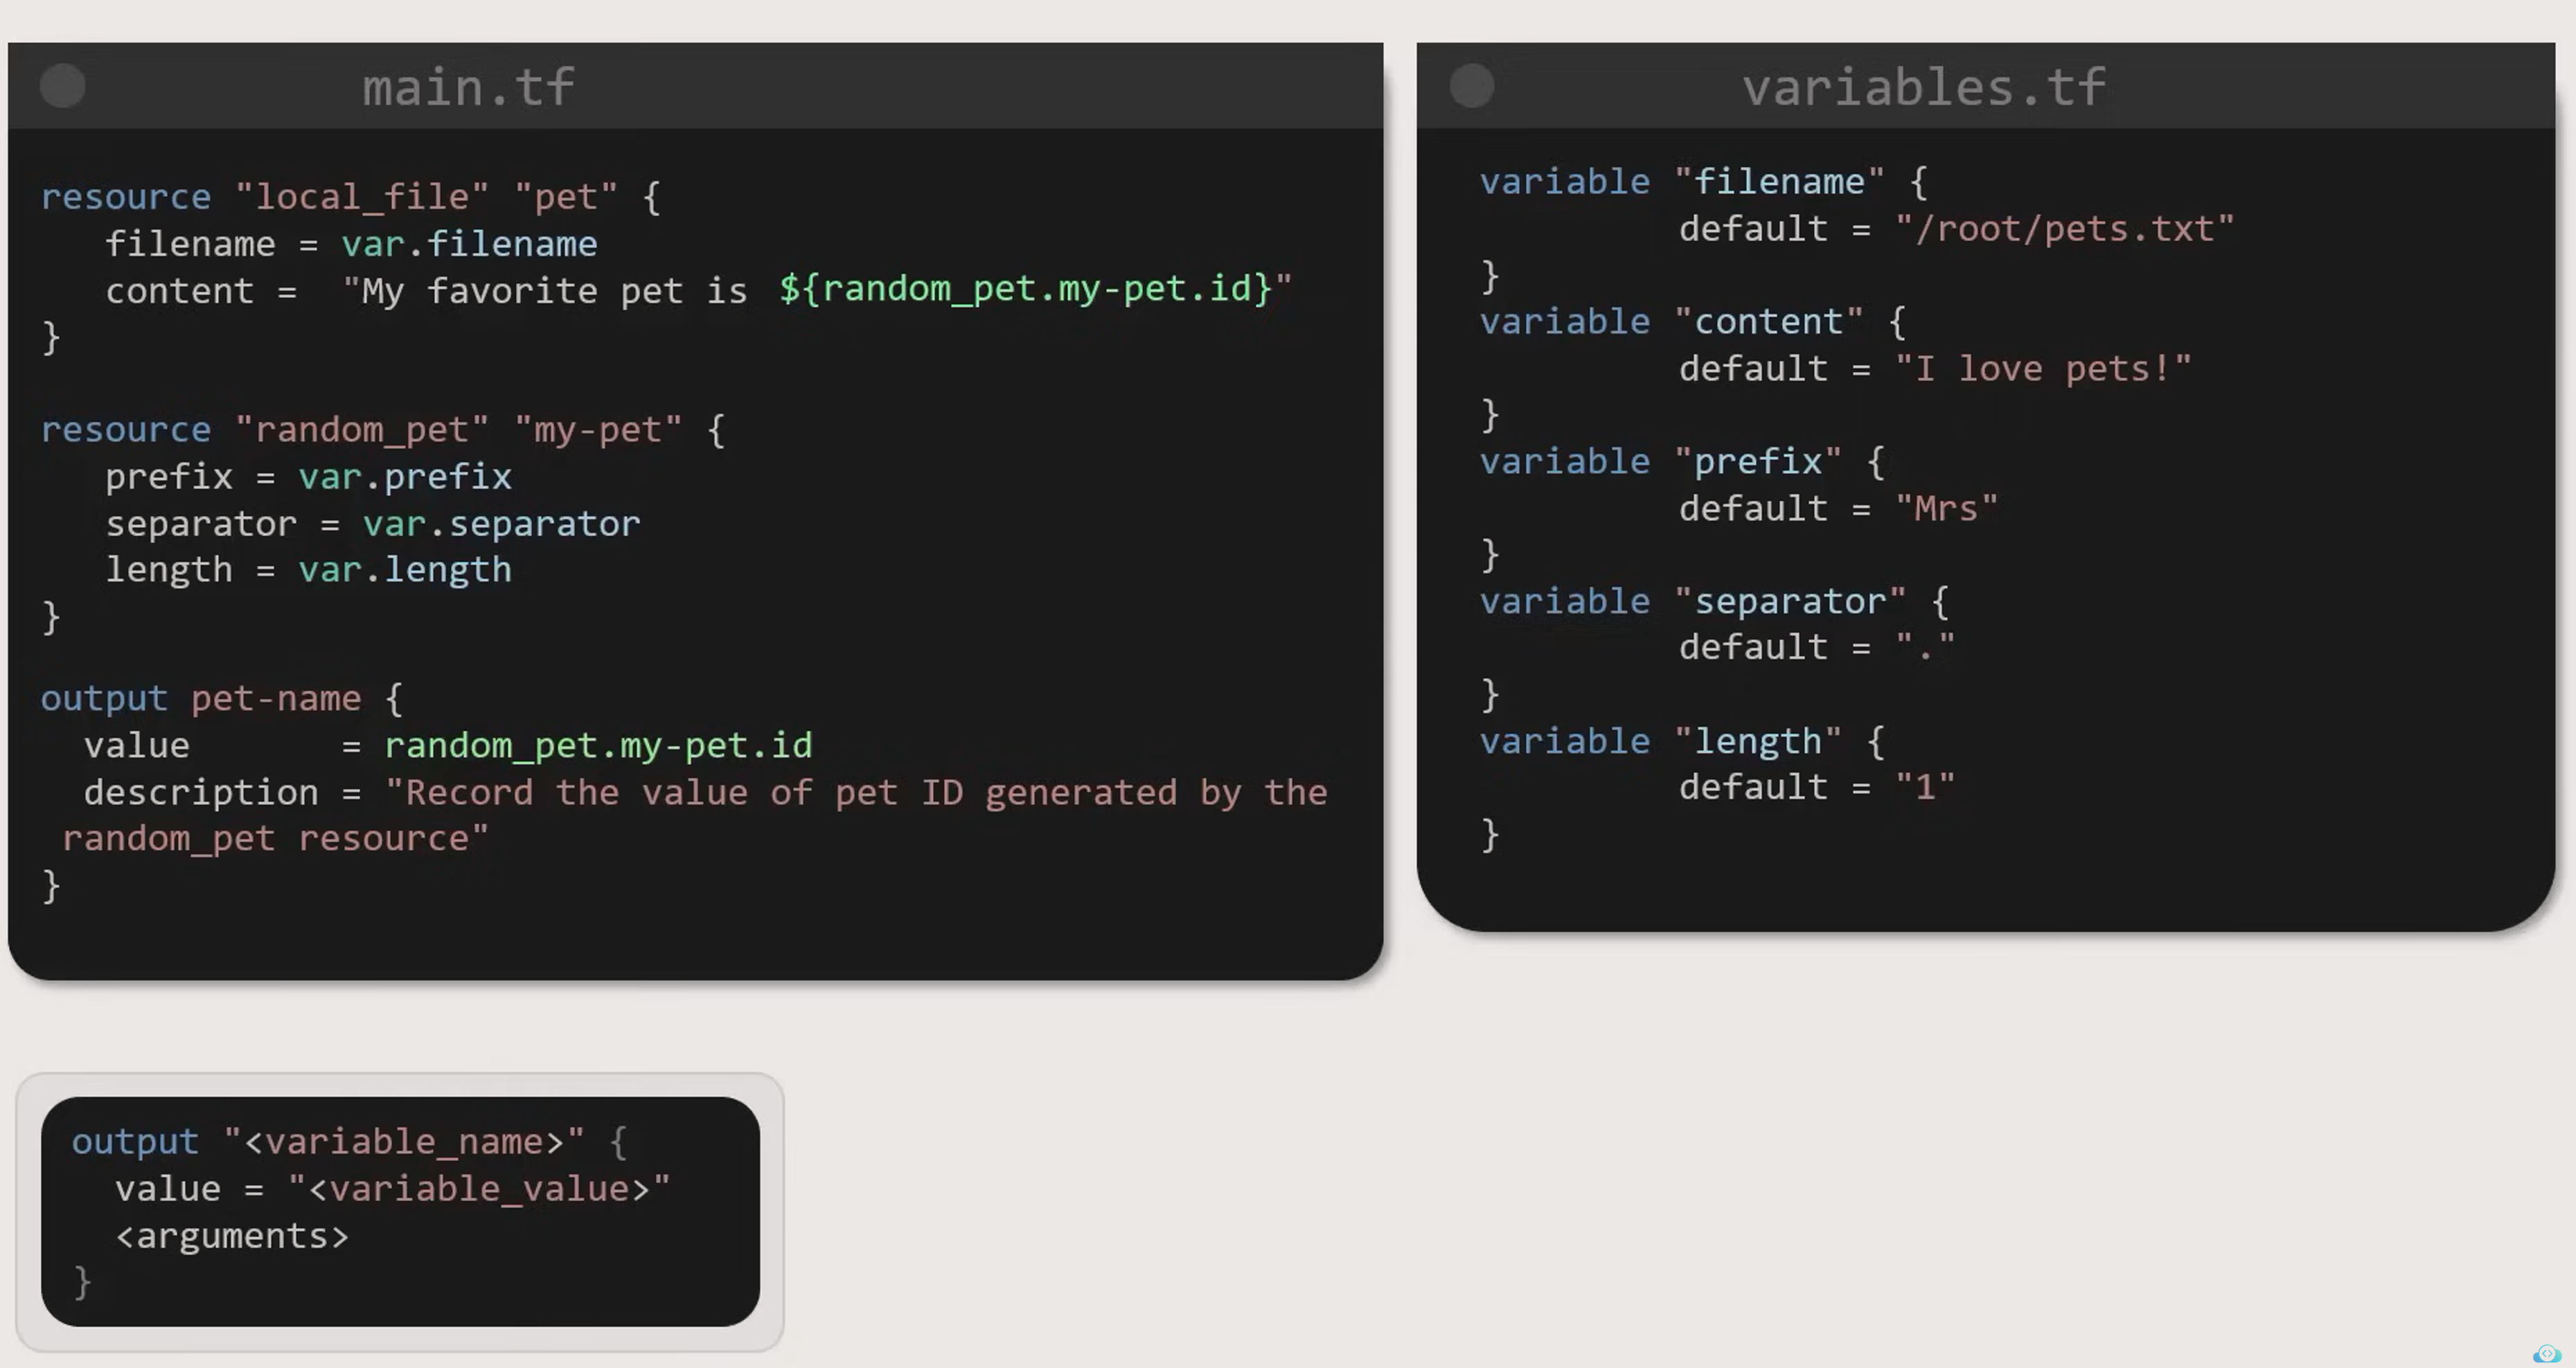 main.tf
resource "local_file" "pet" {
filename = var.filename
content = "My favorite pet is ${random_pet.my-pet.id}"
}
resource "random_pet" "my-pet" {
prefix = var.prefix
separator = var.separator
length = var.length
}
output pet-name {
value = random_pet.my-pet.id
description = "Record the value of pet ID generated by the
random_pet resource"
}
variables.tf
variable "filename" {
default = "/root/pets.txt"
}
variable "content" {
default = "I love pets!"
}
variable "prefix" {
default = "Mrs"
}
variable "separator" {
default = "."
}
variable "length" {
default = "1"
}
output "<variable_name>" {
value = "<variable_value>"
<arguments>
}